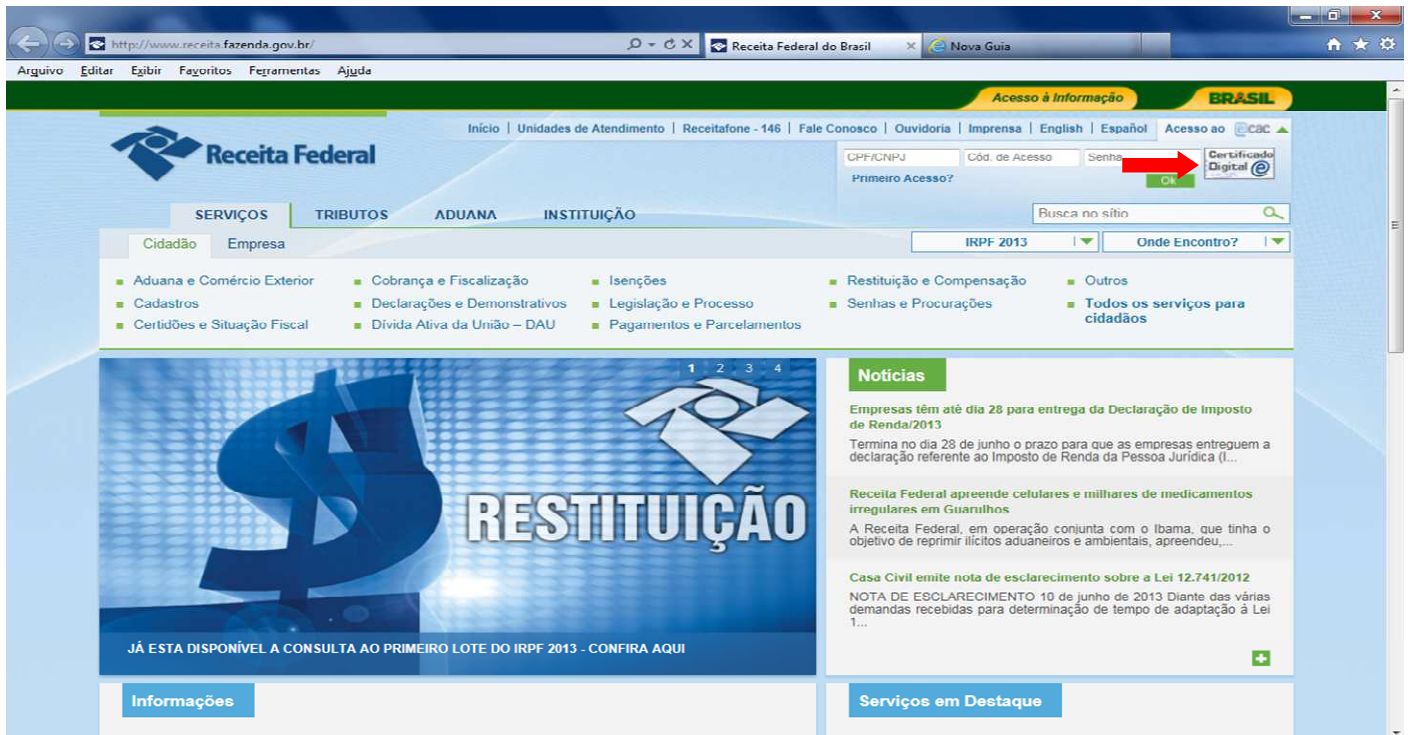 http://www.receita.fazenda.gov.br/
Receita Federal do Brasil
Nova Guia
Arquivo Editar Exibir Favoritos Ferramentas Ajuda
Acesso à Informação
BRASIL
Início | Unidades de Atendimento | Receitafone - 146 | Fale Conosco | Ouvidoria | Imprensa | English | Español Acesso ao e cac
Receita Federal
CPF/CNPJ Cód. de Acesso Senha
Certificado
Digital e
Primeiro Acesso?
Ok
SERVIÇOS TRIBUTOS ADUANA INSTITUIÇÃO
Busca no sítio
Cidadão Empresa
IRPF 2013
Onde Encontro?
Aduana e Comércio Exterior
Cobrança e Fiscalização
Isenções
Restituição e Compensação
Outros
Cadastros
Declarações e Demonstrativos
Legislação e Processo
Senhas e Procurações
Todos os serviços para
cidadãos
Certidões e Situação Fiscal
Dívida Ativa da União – DAU
Pagamentos e Parcelamentos
1 2 3 4
RESTITUIÇÃO
JÁ ESTA DISPONÍVEL A CONSULTA AO PRIMEIRO LOTE DO IRPF 2013 - CONFIRA AQUI
Notícias
Empresas têm até dia 28 para entrega da Declaração de Imposto
de Renda/2013
Termina no dia 28 de junho o prazo para que as empresas entreguem a
declaração referente ao Imposto de Renda da Pessoa Jurídica (I...
Receita Federal apreende celulares e milhares de medicamentos
irregulares em Guarulhos
A Receita Federal, em operação conjunta com o Ibama, que tinha o
objetivo de reprimir ilícitos aduaneiros e ambientais, apreendeu,...
Casa Civil emite nota de esclarecimento sobre a Lei 12.741/2012
NOTA DE ESCLARECIMENTO 10 de junho de 2013 Diante das várias
demandas recebidas para determinação de tempo de adaptação à Lei
1...
Informações
Serviços em Destaque